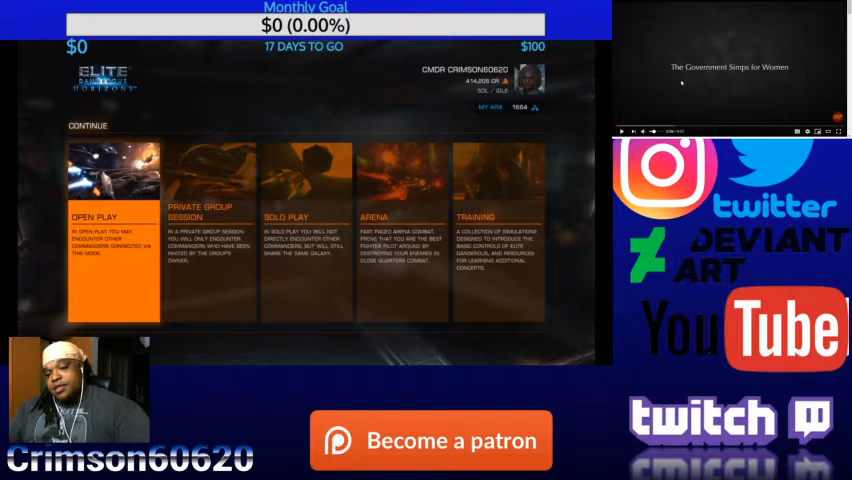 Monthly Goal
$0 (0.00%)
$0
17 DAYS TO GO
$100
ELITE
DANGEROUS
HORIZONS
CMDR CRIMSON60620
414,206 CR
SOL / IDLE
MY ARX 1664
CONTINUE
OPEN PLAY
IN OPEN PLAY YOU MAY
ENCOUNTER OTHER
COMMANDERS CONNECTED VIA
THIS MODE.
PRIVATE GROUP
SESSION
IN A PRIVATE GROUP SESSION
YOU WILL ONLY ENCOUNTER
COMMANDERS WHO HAVE BEEN
INVITED BY THE GROUP'S
OWNER.
SOLO PLAY
IN SOLO PLAY YOU WILL NOT
DIRECTLY ENCOUNTER OTHER
COMMANDERS, BUT WILL STILL
SHARE THE SAME GALAXY.
ARENA
FAST PACED ARENA COMBAT.
PROVE THAT YOU ARE THE BEST
FIGHTER PILOT AROUND BY
DESTROYING YOUR ENEMIES IN
CLOSE QUARTERS COMBAT.
TRAINING
A COLLECTION OF SIMULATIONS
DESIGNED TO INTRODUCE THE
BASIC CONTROLS OF ELITE
DANGEROUS, AND RESOURCES
FOR LEARNING ADDITIONAL
CONCEPTS.
The Government Simps for Women
twitter
DEVIANT
ART
YouTube
twitch
Become a patron
Crimson60620